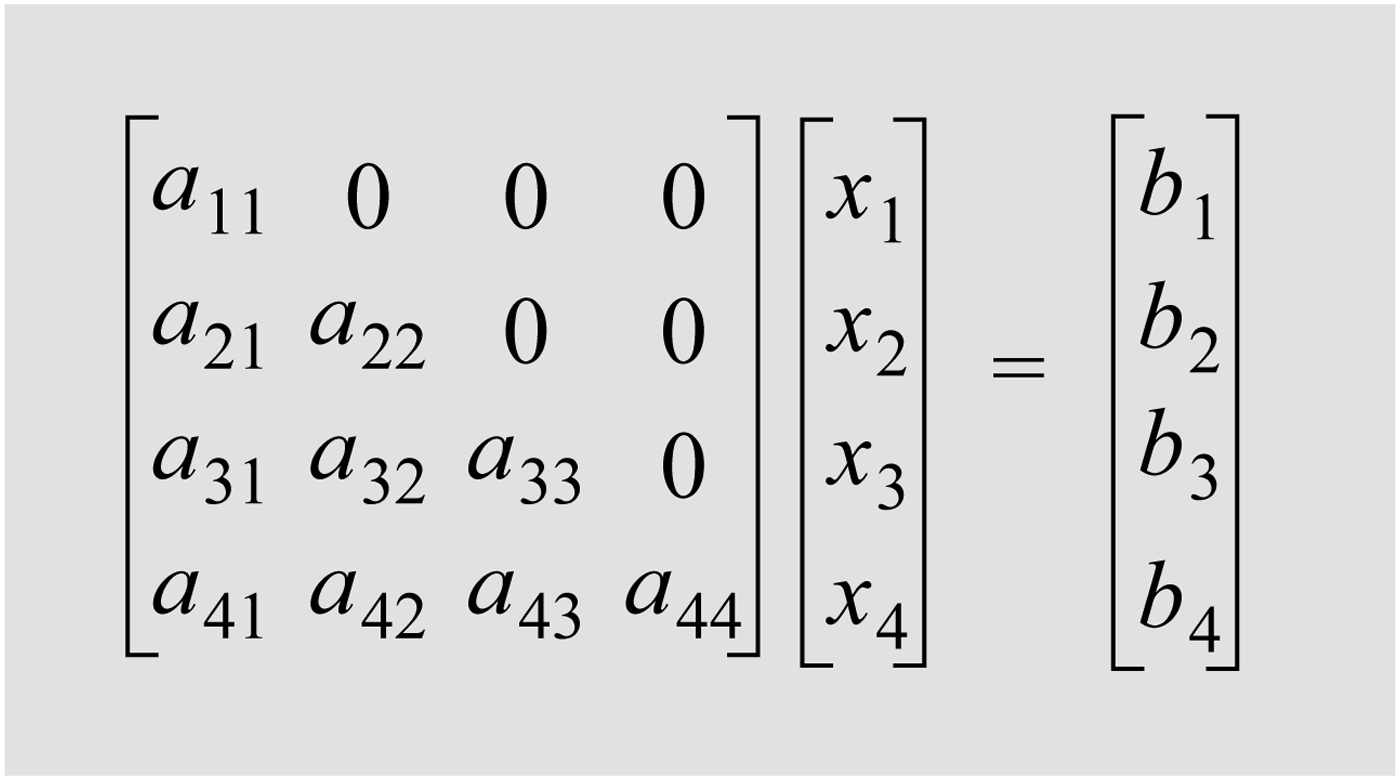 a11 0 0 0 x1 b1
a21 a22 0 0 x2 = b2
a31 a32 a33 0 x3 b3
a41 a42 a43 a44 x4 b4